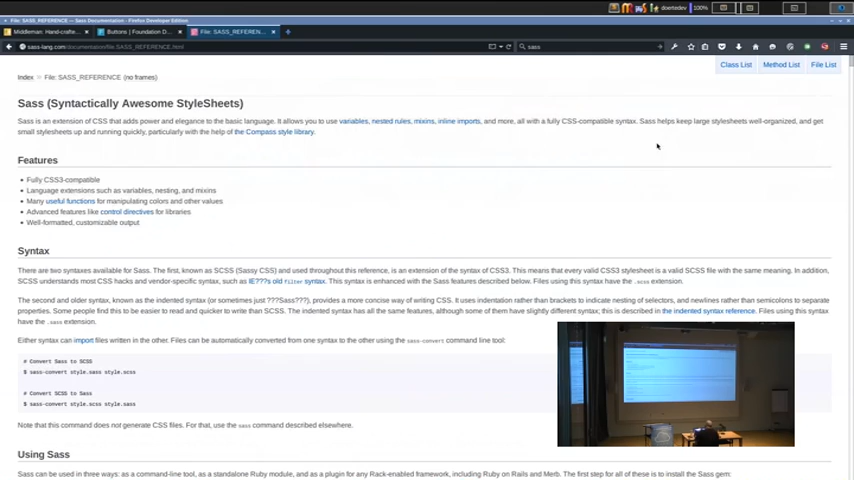 doertedev 100%
File: SASS_REFERENCE — Sass Documentation - Firefox Developer Edition
Middleman: Hand-crafte...
Buttons | Foundation D...
File: SASS_REFEREN...
sass-lang.com/documentation/file.SASS_REFERENCE.html
sass
Class List
Method List
File List
Index
File: SASS_REFERENCE
(no frames)
Sass (Syntactically Awesome StyleSheets)
Sass is an extension of CSS that adds power and elegance to the basic language. It allows you to use variables, nested rules, mixins, inline imports, and more, all with a fully CSS-compatible syntax. Sass helps keep large stylesheets well-organized, and get
small stylesheets up and running quickly, particularly with the help of the Compass style library.
Features
• Fully CSS3-compatible
• Language extensions such as variables, nesting, and mixins
• Many useful functions for manipulating colors and other values
• Advanced features like control directives for libraries
• Well-formatted, customizable output
Syntax
There are two syntaxes available for Sass. The first, known as SCSS (Sassy CSS) and used throughout this reference, is an extension of the syntax of CSS3. This means that every valid CSS3 stylesheet is a valid SCSS file with the same meaning. In addition,
SCSS understands most CSS hacks and vendor-specific syntax, such as IE???s old filter syntax. This syntax is enhanced with the Sass features described below. Files using this syntax have the .scss extension.
The second and older syntax, known as the indented syntax (or sometimes just ???Sass???), provides a more concise way of writing CSS. It uses indentation rather than brackets to indicate nesting of selectors, and newlines rather than semicolons to separate
properties. Some people find this to be easier to read and quicker to write than SCSS. The indented syntax has all the same features, although some of them have slightly different syntax; this is described in the indented syntax reference. Files using this syntax
have the .sass extension.
Either syntax can import files written in the other. Files can be automatically converted from one syntax to the other using the sass-convert command line tool:
# Convert Sass to SCSS
$ sass-convert style.sass style.scss
# Convert SCSS to Sass
$ sass-convert style.scss style.sass
Note that this command does not generate CSS files. For that, use the sass command described elsewhere.
Using Sass
Sass can be used in three ways: as a command-line tool, as a standalone Ruby module, and as a plugin for any Rack-enabled framework, including Ruby on Rails and Merb. The first step for all of these is to install the Sass gem: